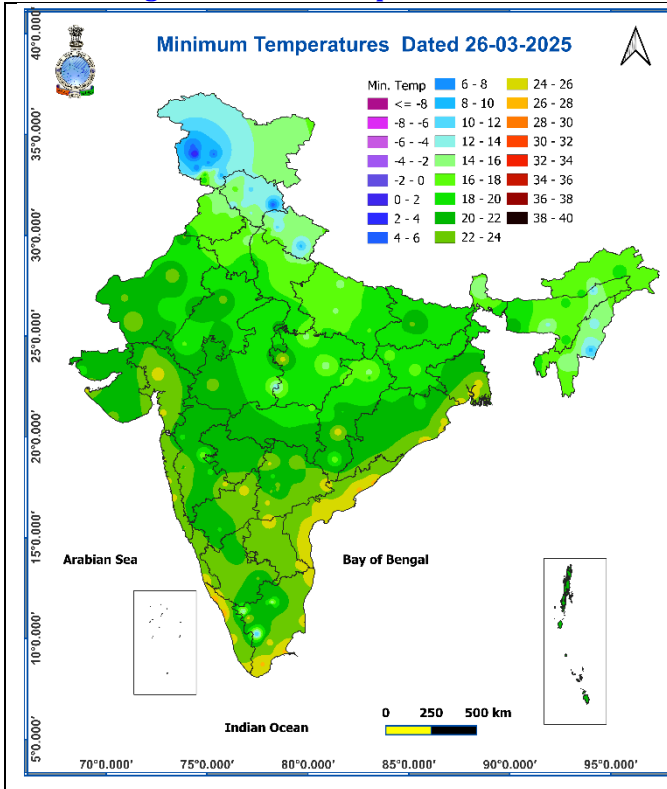 Minimum Temperatures Dated 26-03-2025
Min. Temp
<= -8
-8 - -6
-6 - -4
-4 - -2
-2 - 0
0 - 2
2 - 4
4 - 6
6 - 8
8 - 10
10 - 12
12 - 14
14 - 16
16 - 18
18 - 20
20 - 22
22 - 24
24 - 26
26 - 28
28 - 30
30 - 32
32 - 34
34 - 36
36 - 38
38 - 40
40°0.000'
35°0.000'
30°0.000'
25°0.000'
20°0.000'
15°0.000'
10°0.000'
5°0.000'
Arabian Sea
Bay of Bengal
Indian Ocean
0 250 500 km
70°0.000' 75°0.000' 80°0.000' 85°0.000' 90°0.000' 95°0.000'